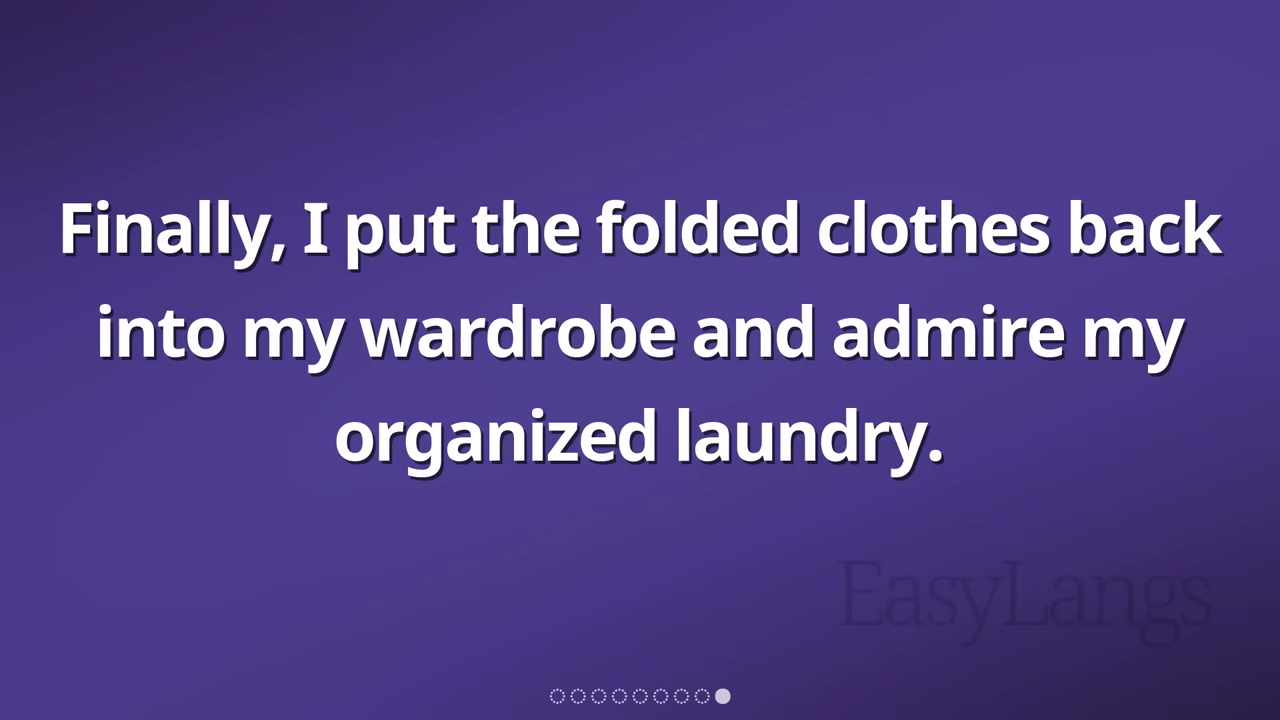 Finally, I put the folded clothes back
into my wardrobe and admire my
organized laundry.
EasyLangs